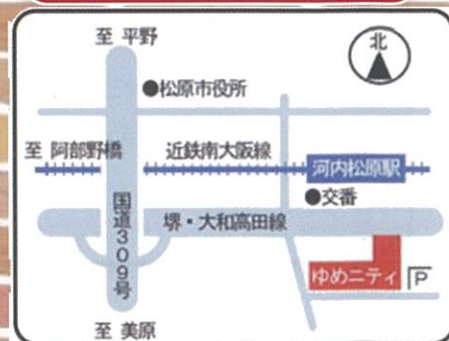 至 平野
北
●松原市役所
至 阿部野橋
近鉄南大阪線
河内松原駅
●交番
国道309号
堺・大和高田線
ゆめニティ
P
至 美原